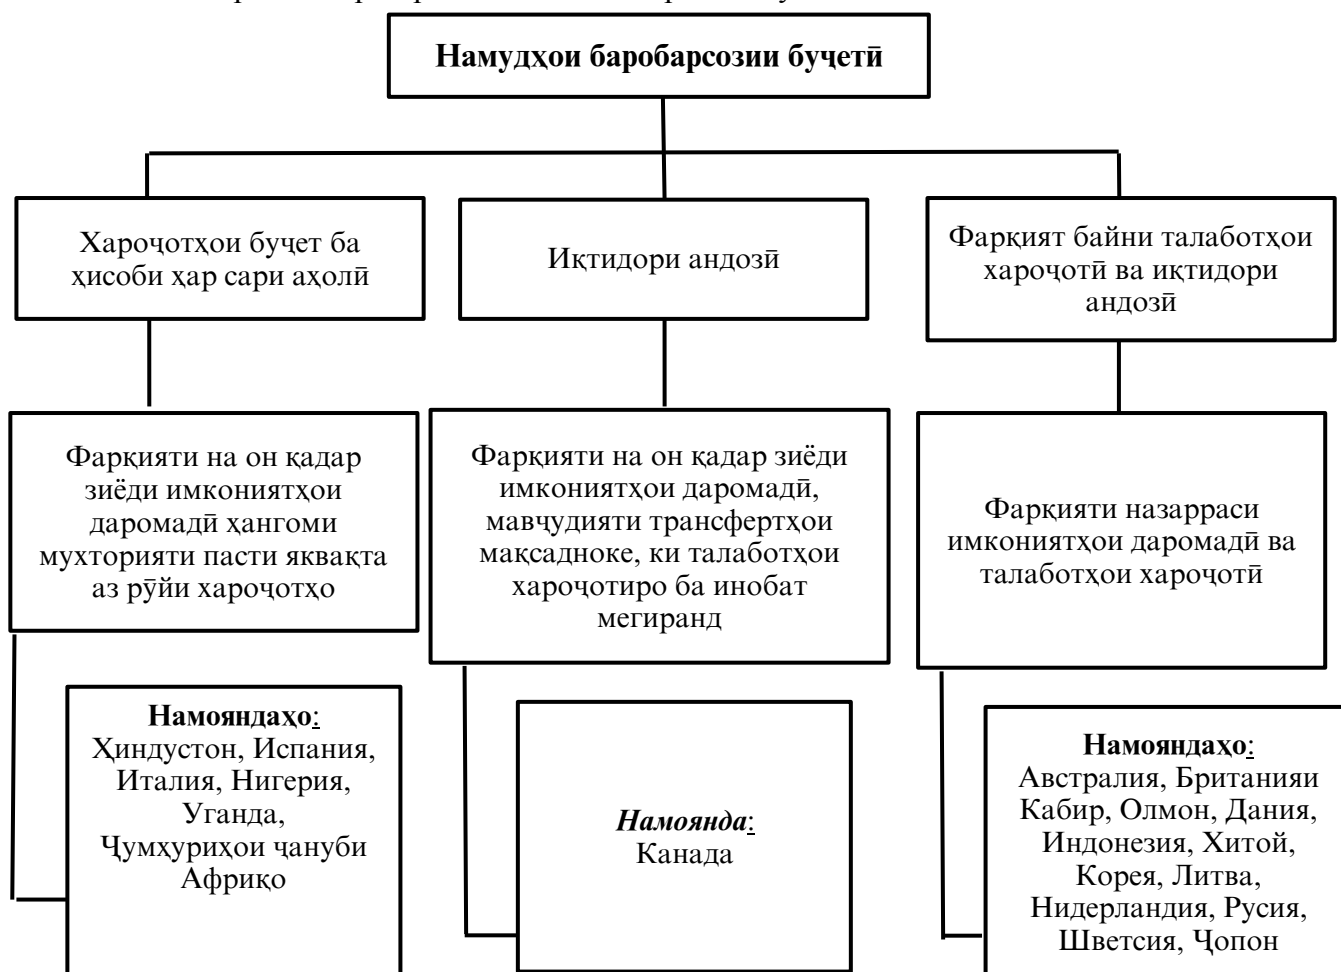 Намудҳои баробарсозии буҷетӣ
Хароҷотҳои буҷет ба
ҳисоби ҳар сари аҳолӣ
Иқтидори андозӣ
Фарқият байни талаботҳои
хароҷотӣ ва иқтидори
андозӣ
Фарқияти на он қадар
зиёди имкониятҳои
даромадӣ ҳангоми
мухторияти пасти яквақта
аз рӯйи хароҷотҳо
Фарқияти на он қадар зиёди
имкониятҳои даромадӣ,
мавҷудияти трансфертҳои
мақсадноке, ки талаботҳои
хароҷотиро ба инобат
мегиранд
Фарқияти назарраси
имкониятҳои даромадӣ ва
талаботҳои хароҷотӣ
Намояндаҳо:
Ҳиндустон, Испания,
Италия, Нигерия,
Уганда,
Ҷумҳуриҳои ҷануби
Африқо
Намоянда:
Канада
Намояндаҳо:
Австралия, Британияи
Кабир, Олмон, Дания,
Индонезия, Хитой,
Корея, Литва,
Нидерландия, Русия,
Шветсия, Ҷопон